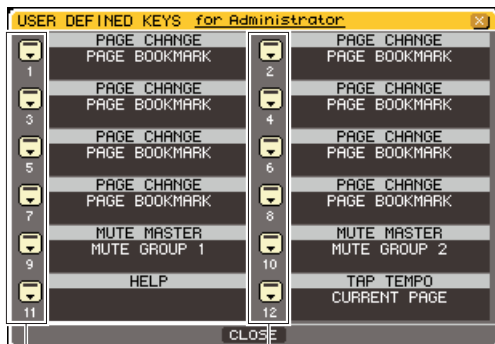 USER DEFINED KEYS for Administrator
PAGE CHANGE
PAGE BOOKMARK
1
PAGE CHANGE
PAGE BOOKMARK
2
PAGE CHANGE
PAGE BOOKMARK
3
PAGE CHANGE
PAGE BOOKMARK
4
PAGE CHANGE
PAGE BOOKMARK
5
PAGE CHANGE
PAGE BOOKMARK
6
PAGE CHANGE
PAGE BOOKMARK
7
PAGE CHANGE
PAGE BOOKMARK
8
MUTE MASTER
MUTE GROUP 1
9
MUTE MASTER
MUTE GROUP 2
10
HELP
11
TAP TEMPO
CURRENT PAGE
12
CLOSE